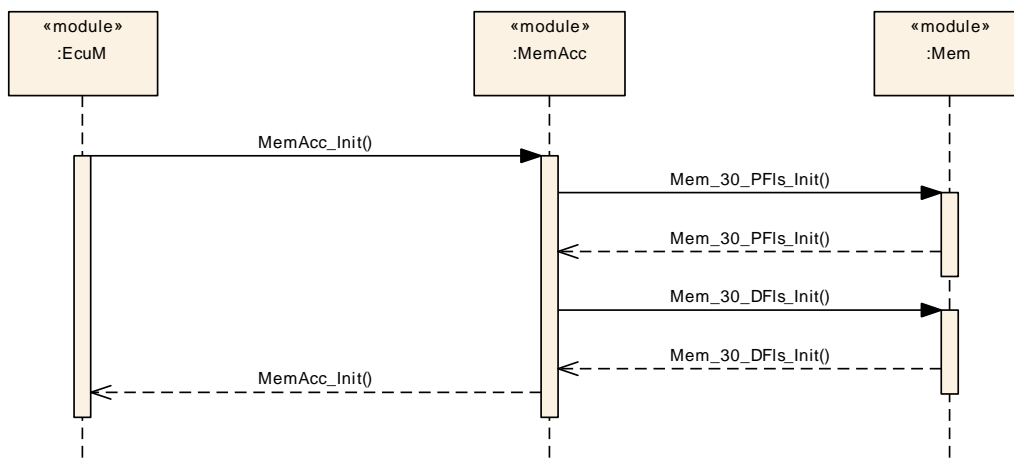 «module»
:EcuM
«module»
:MemAcc
«module»
:Mem
MemAcc_Init()
Mem_30_PFls_Init()
Mem_30_PFls_Init()
Mem_30_DFls_Init()
Mem_30_DFls_Init()
MemAcc_Init()